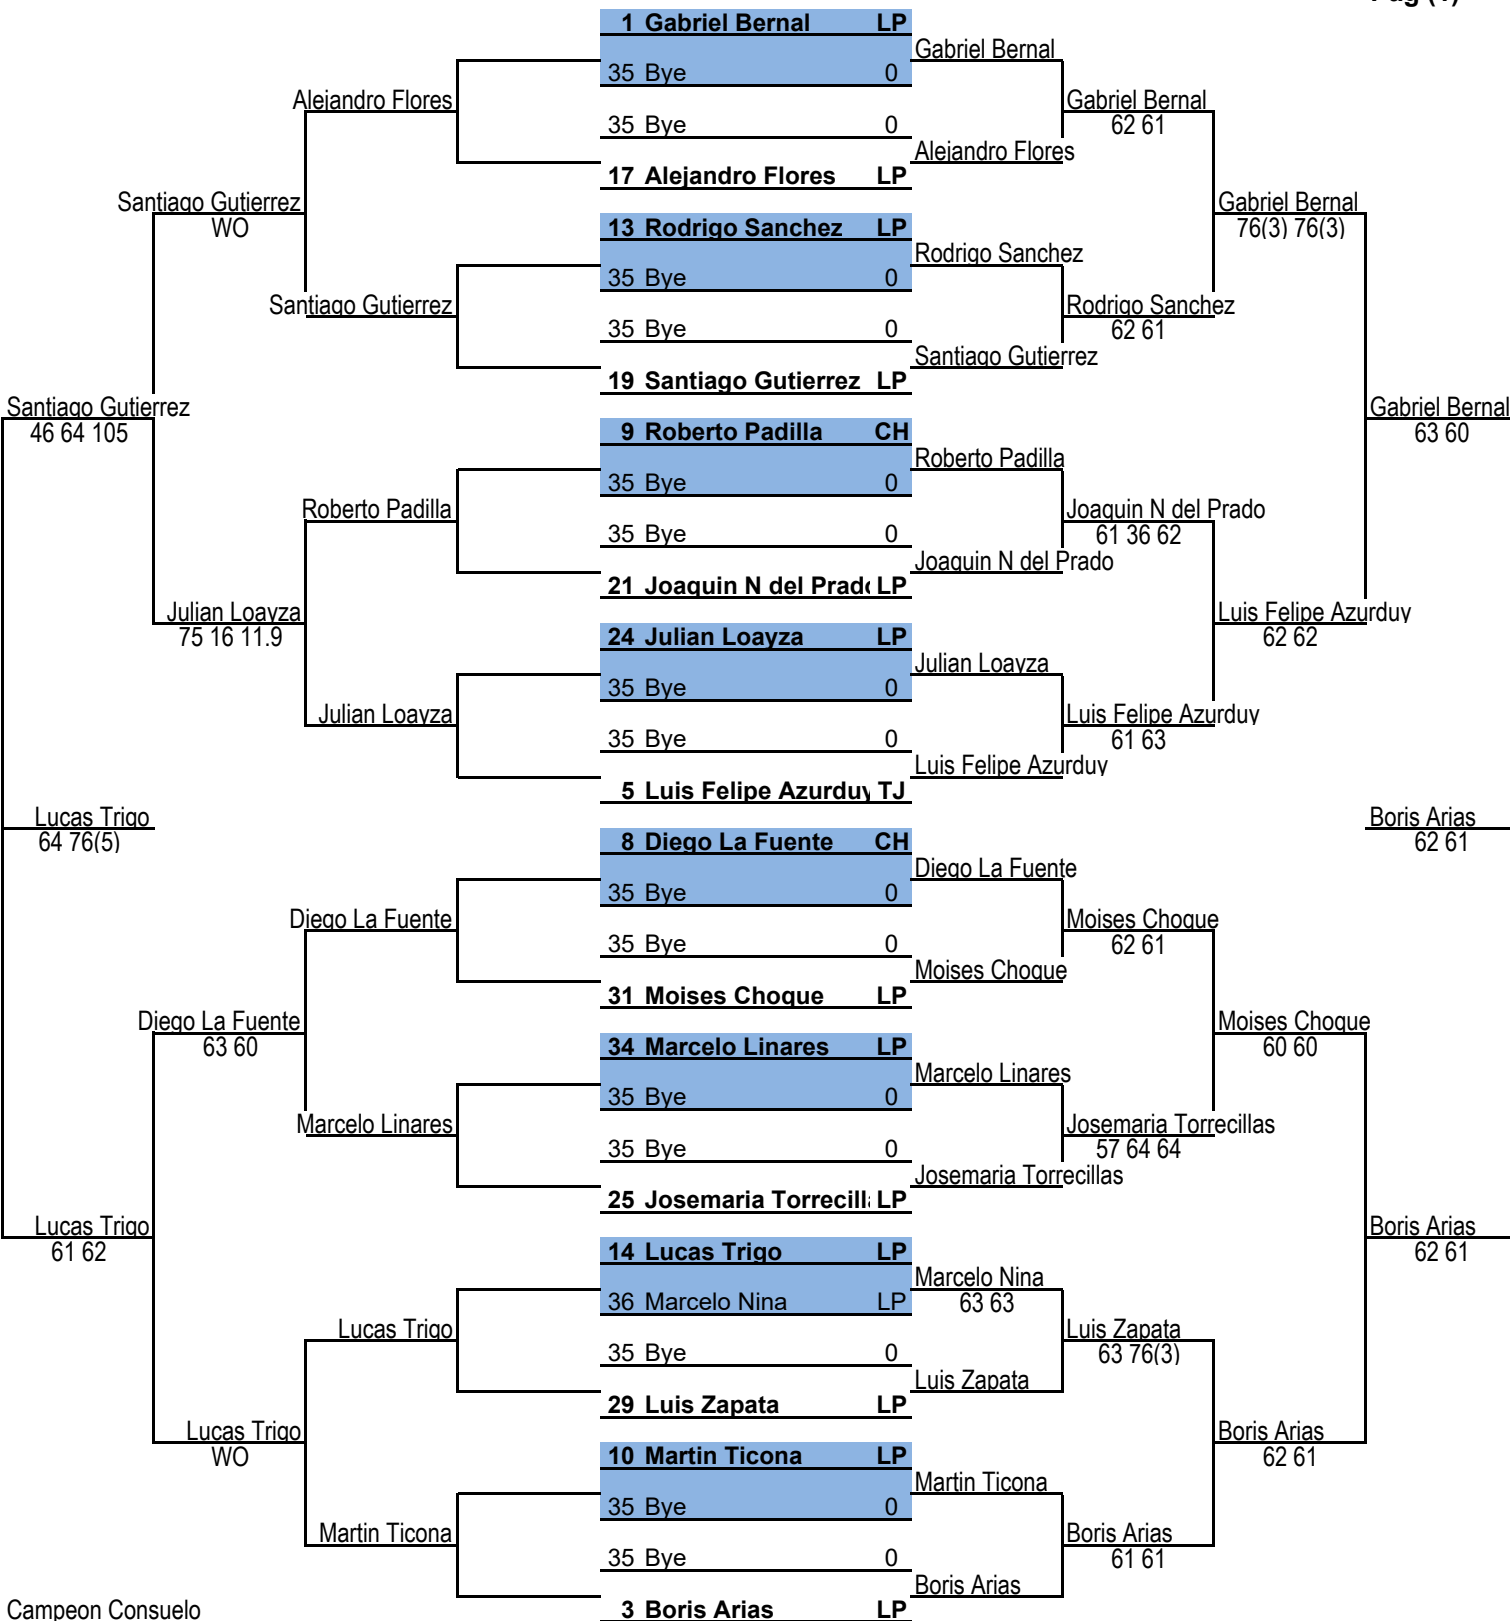 1 Gabriel Bernal LP
Gabriel Bernal
35 Bye 0
Alejandro Flores
Gabriel Bernal
62 61
35 Bye 0
Alejandro Flores
17 Alejandro Flores LP
Santiago Gutierrez
WO
Gabriel Bernal
76(3) 76(3)
13 Rodrigo Sanchez LP
Rodrigo Sanchez
35 Bye 0
Santiago Gutierrez
Rodrigo Sanchez
62 61
35 Bye 0
Santiago Gutierrez
19 Santiago Gutierrez LP
Santiago Gutierrez
46 64 105
Gabriel Bernal
63 60
9 Roberto Padilla CH
Roberto Padilla
35 Bye 0
Roberto Padilla
Joaquin N del Prado
61 36 62
35 Bye 0
Joaquin N del Prado
21 Joaquin N del Prad LP
Julian Loayza
75 16 11.9
Luis Felipe Azurduy
62 62
24 Julian Loayza LP
Julian Loayza
35 Bye 0
Julian Loayza
Luis Felipe Azurduy
61 63
35 Bye 0
Luis Felipe Azurduy
5 Luis Felipe Azurduy TJ
Lucas Trigo
64 76(5)
Boris Arias
62 61
8 Diego La Fuente CH
Diego La Fuente
35 Bye 0
Diego La Fuente
Moises Choque
62 61
35 Bye 0
Moises Choque
31 Moises Choque LP
Diego La Fuente
63 60
Moises Choque
60 60
34 Marcelo Linares LP
Marcelo Linares
35 Bye 0
Marcelo Linares
Josemaria Torrecillas
57 64 64
35 Bye 0
Josemaria Torrecillas
25 Josemaria Torrecill LP
Lucas Trigo
61 62
Boris Arias
62 61
14 Lucas Trigo LP
Marcelo Nina
63 63
36 Marcelo Nina LP
Lucas Trigo
Luis Zapata
63 76(3)
35 Bye 0
Luis Zapata
29 Luis Zapata LP
Lucas Trigo
WO
Boris Arias
62 61
10 Martin Ticona LP
Martin Ticona
35 Bye 0
Martin Ticona
Boris Arias
61 61
35 Bye 0
Boris Arias
3 Boris Arias LP
Campeon Consuelo